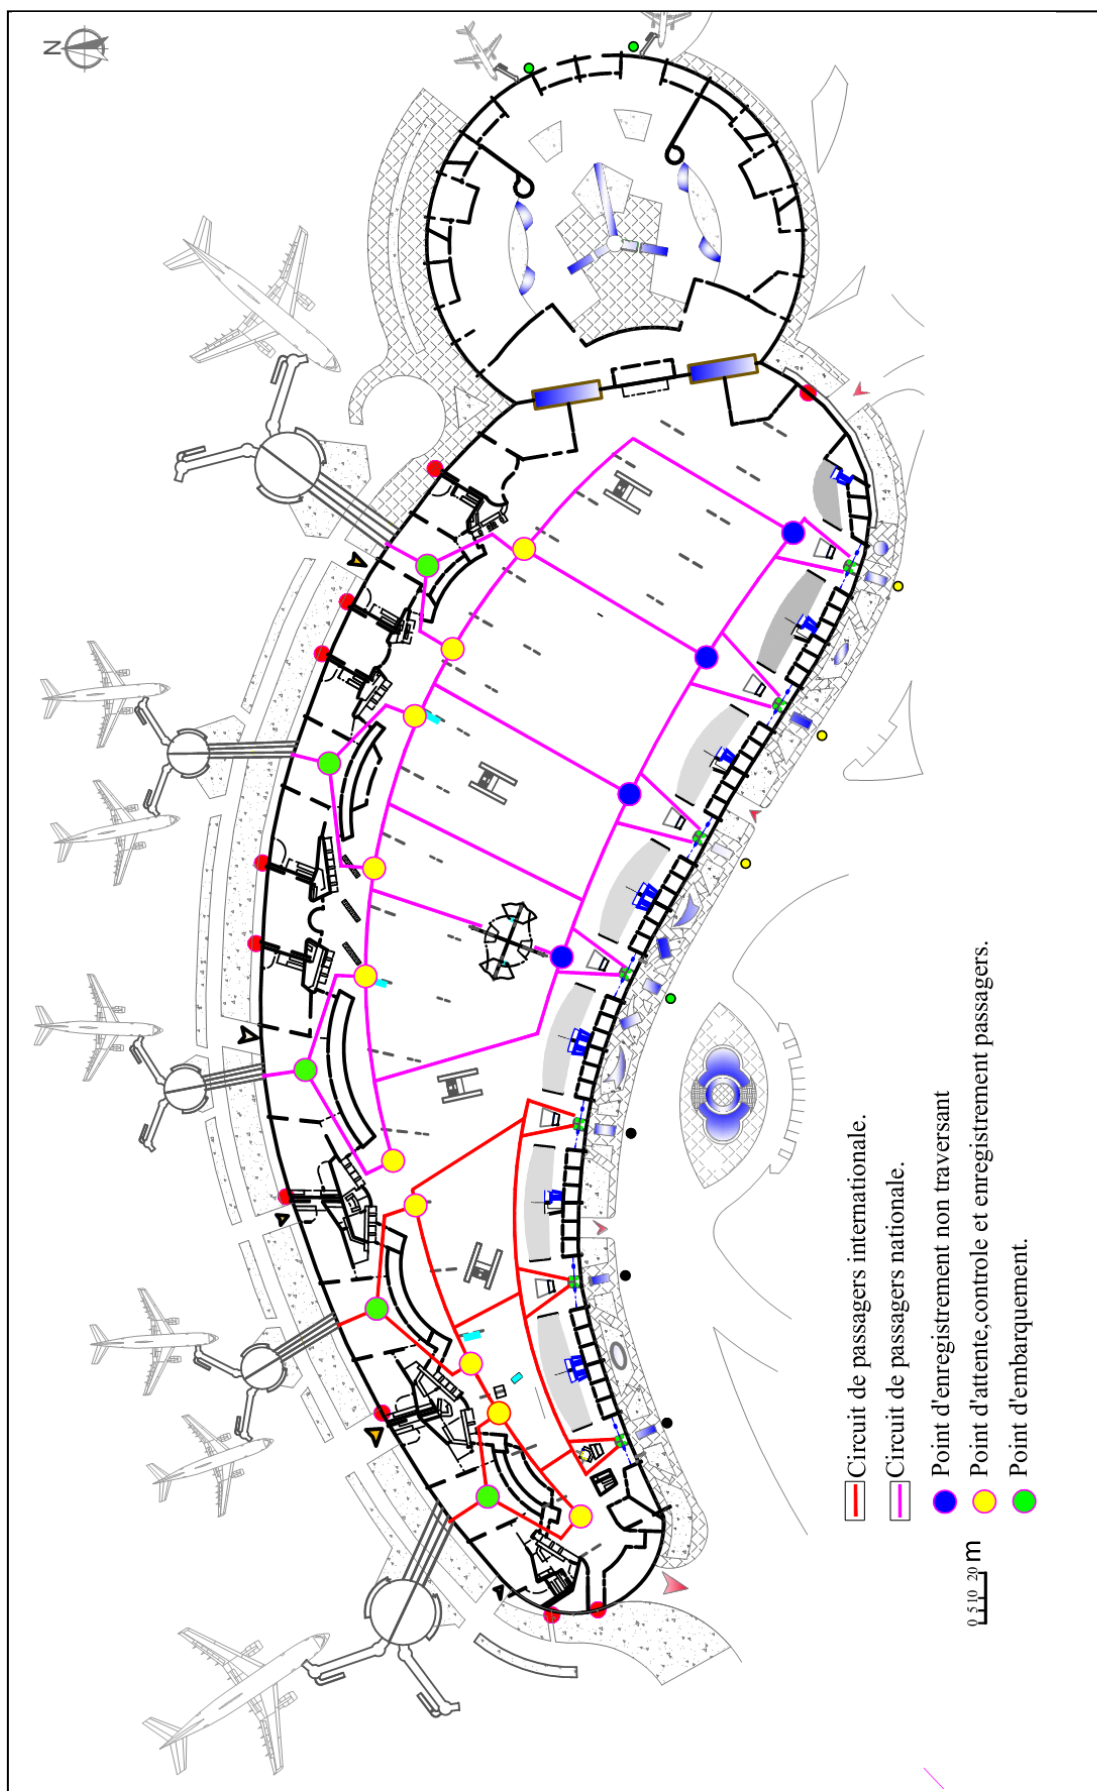 N
Circuit de passagers internationale.
Circuit de passagers nationale.
Point d'enregistrement non traversant
Point d'attente,controle et enregistrement passagers.
Point d'embarquement.
0 5 10 20 m